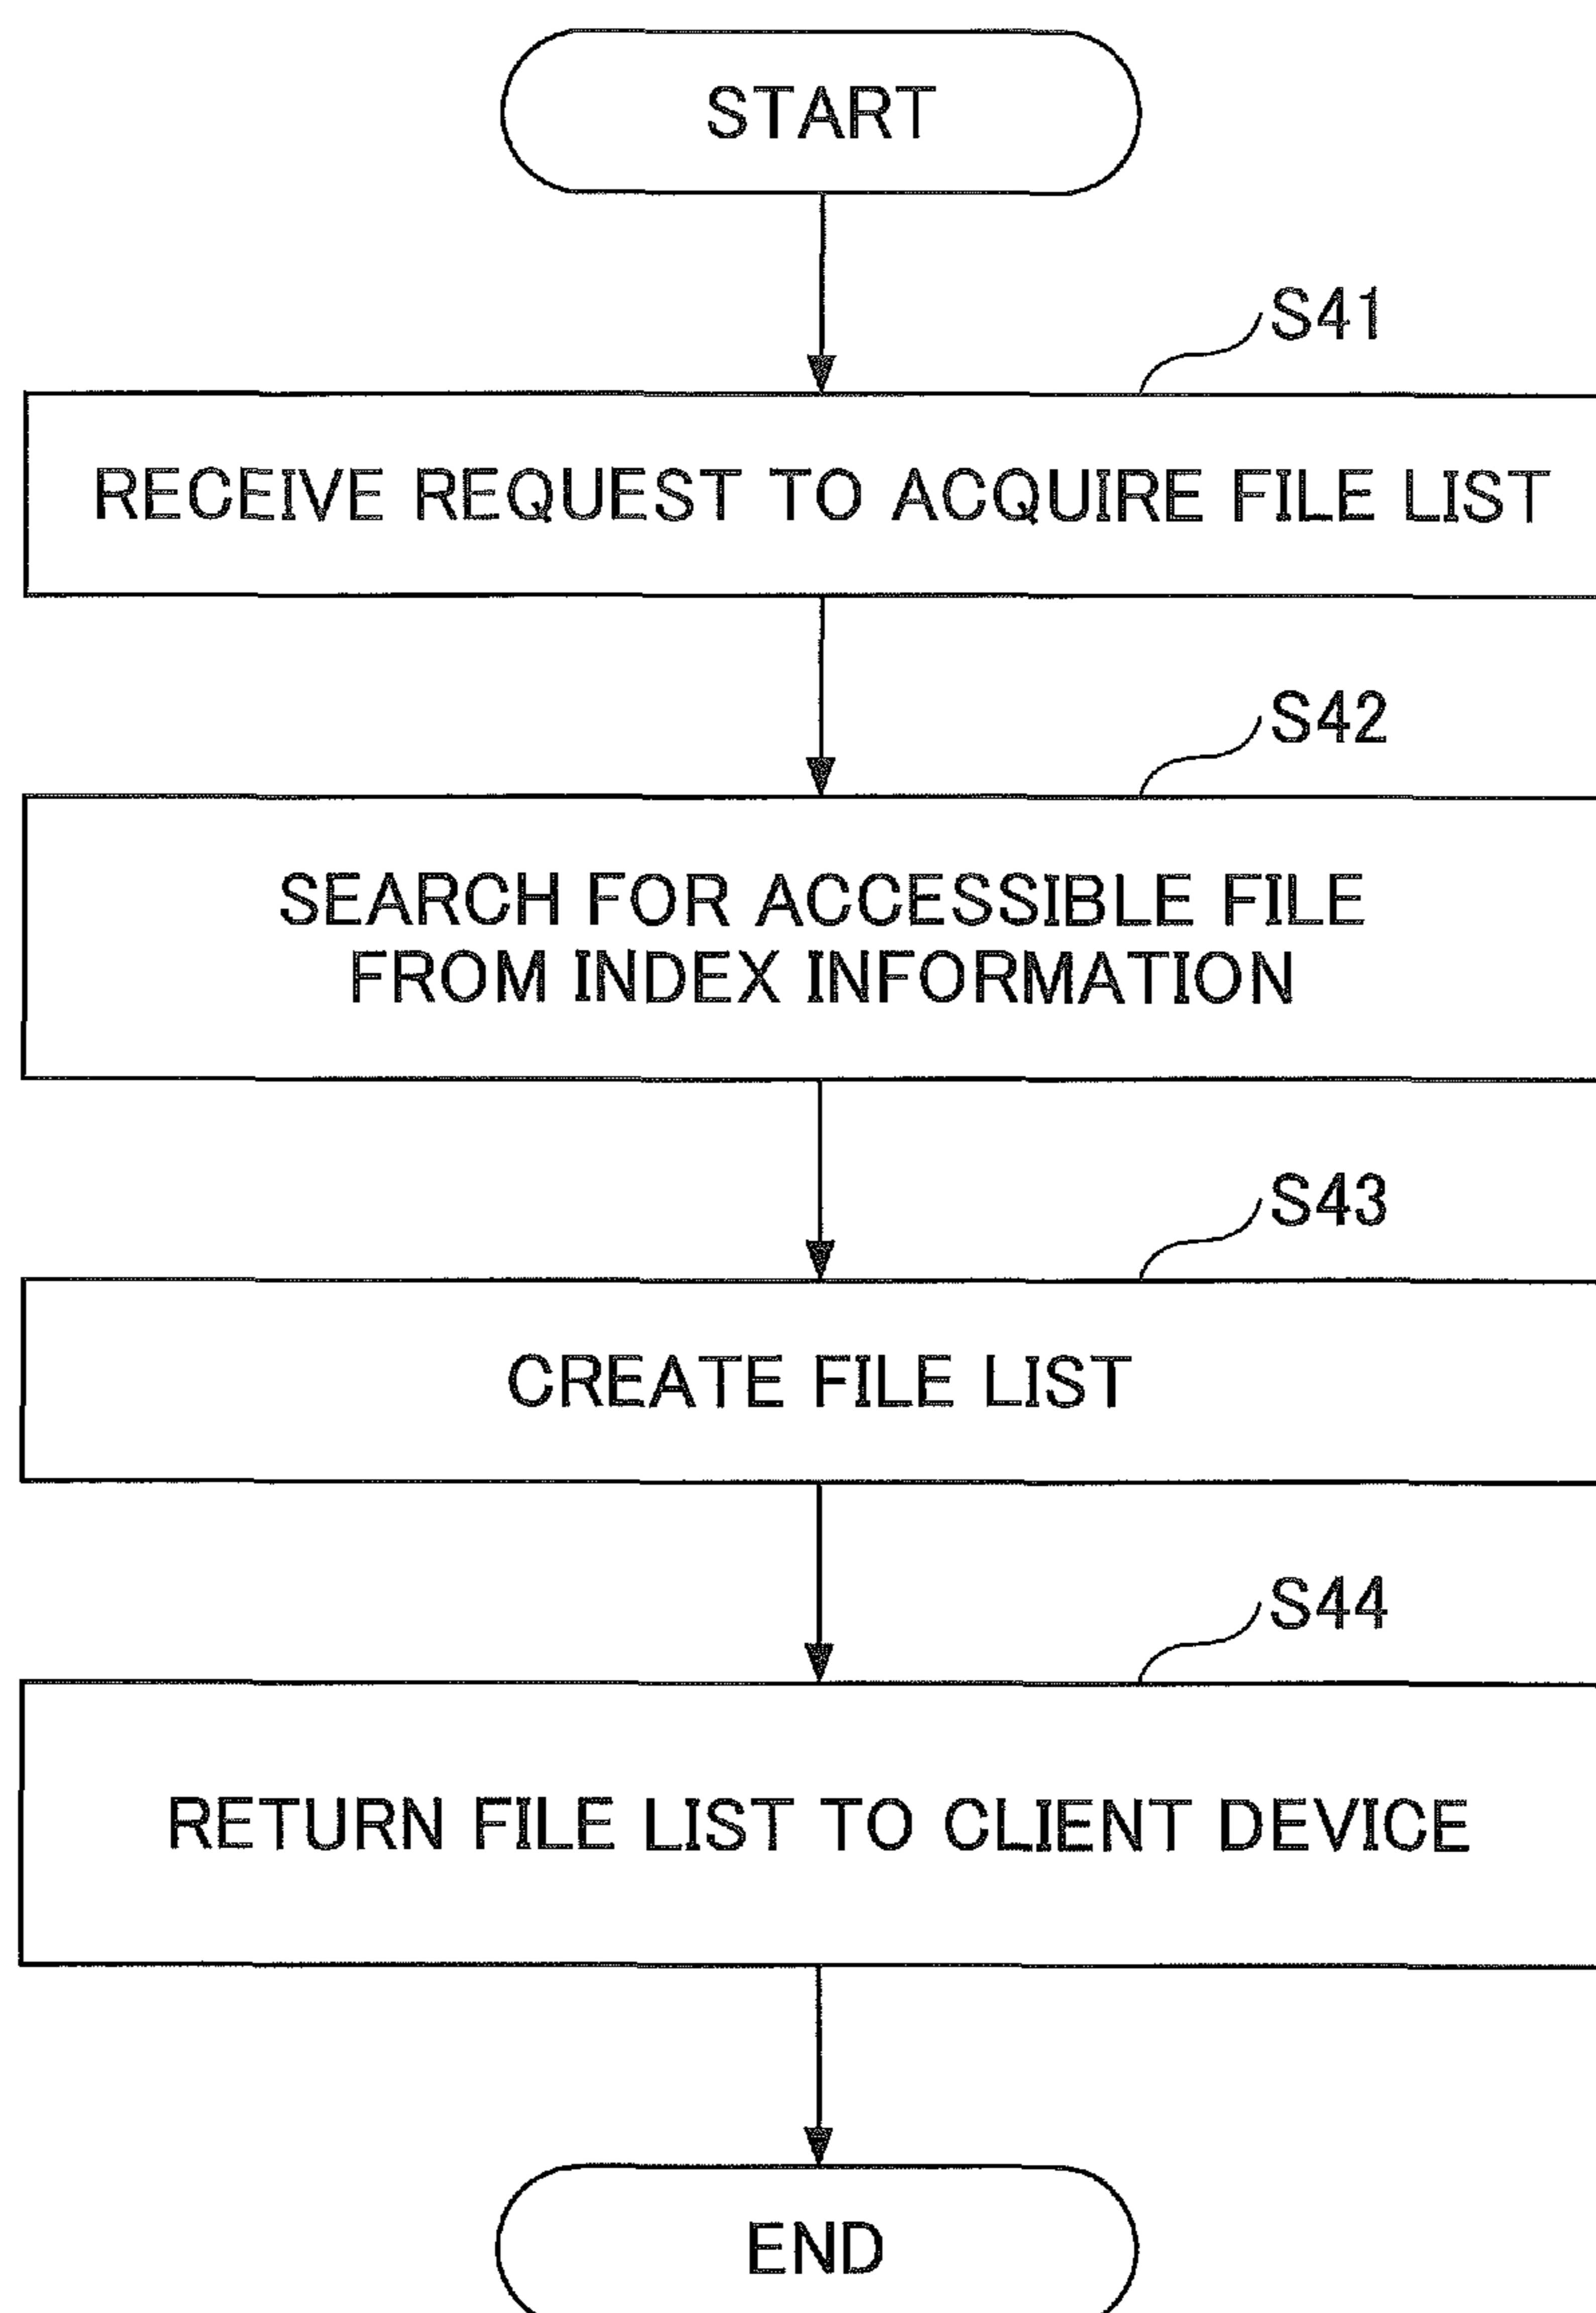 START
S41
RECEIVE REQUEST TO ACQUIRE FILE LIST
S42
SEARCH FOR ACCESSIBLE FILE
FROM INDEX INFORMATION
S43
CREATE FILE LIST
S44
RETURN FILE LIST TO CLIENT DEVICE
END